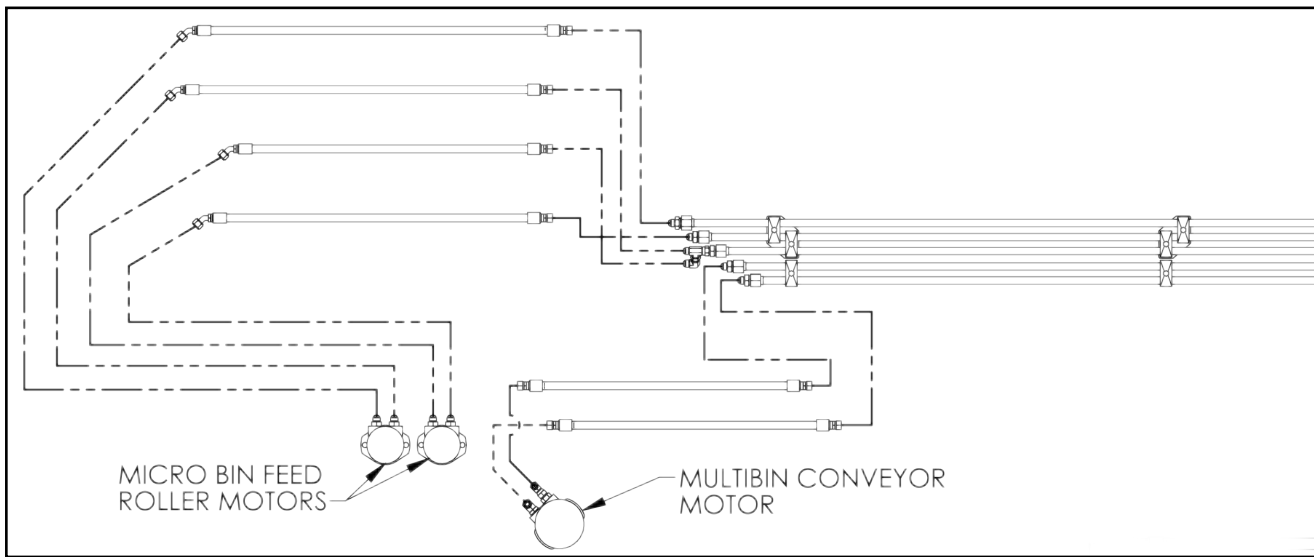 MICRO BIN FEED
ROLLER MOTORS
MULTIBIN CONVEYOR
MOTOR